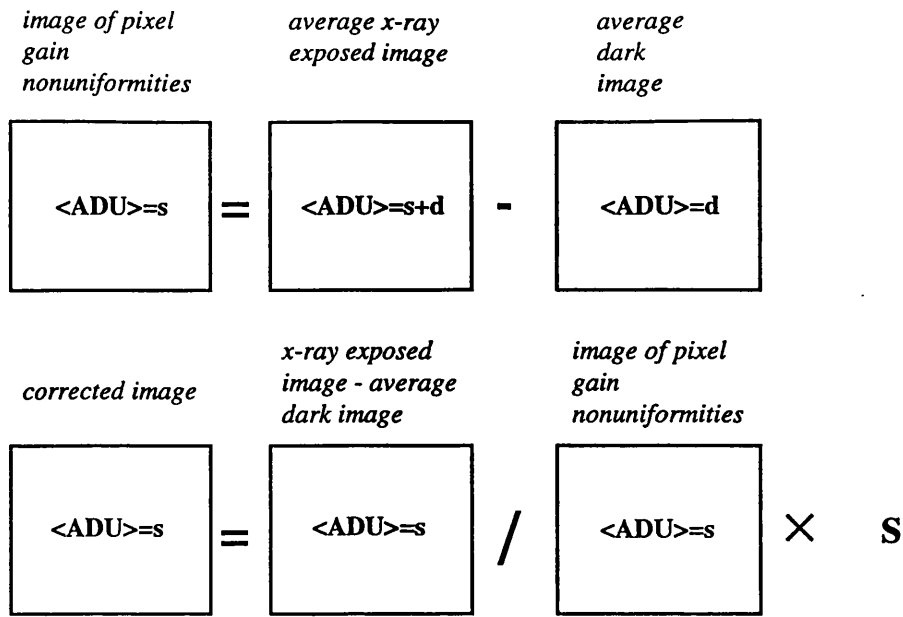 image of pixel
gain
nonuniformities
average x-ray
exposed image
average
dark
image
<ADU>=s
=
<ADU>=s+d
-
<ADU>=d
corrected image
x-ray exposed
image - average
dark image
image of pixel
gain
nonuniformities
<ADU>=s
=
<ADU>=s
/
<ADU>=s
× s